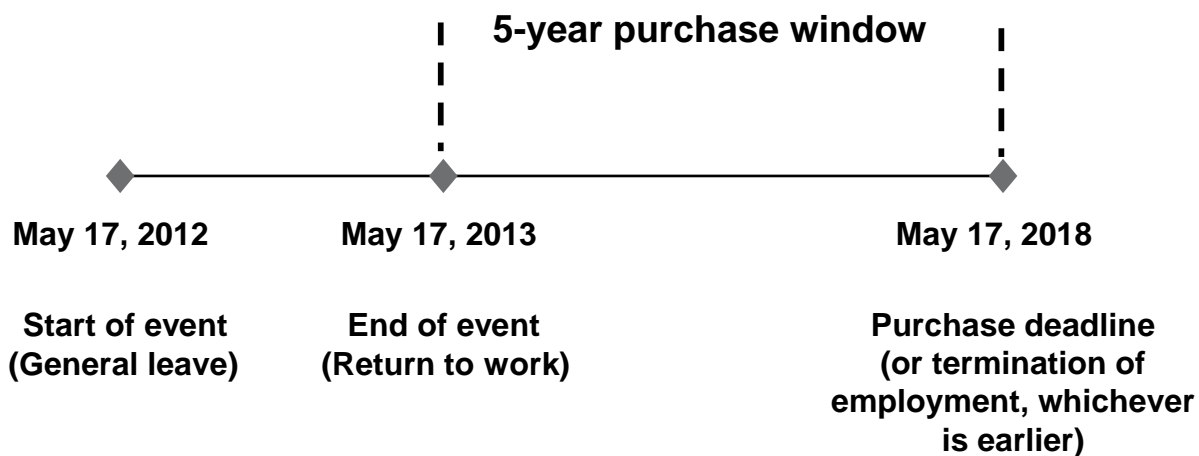 5-year purchase window
May 17, 2012
May 17, 2013
May 17, 2018
Start of event
(General leave)
End of event
(Return to work)
Purchase deadline
(or termination of
employment, whichever
is earlier)